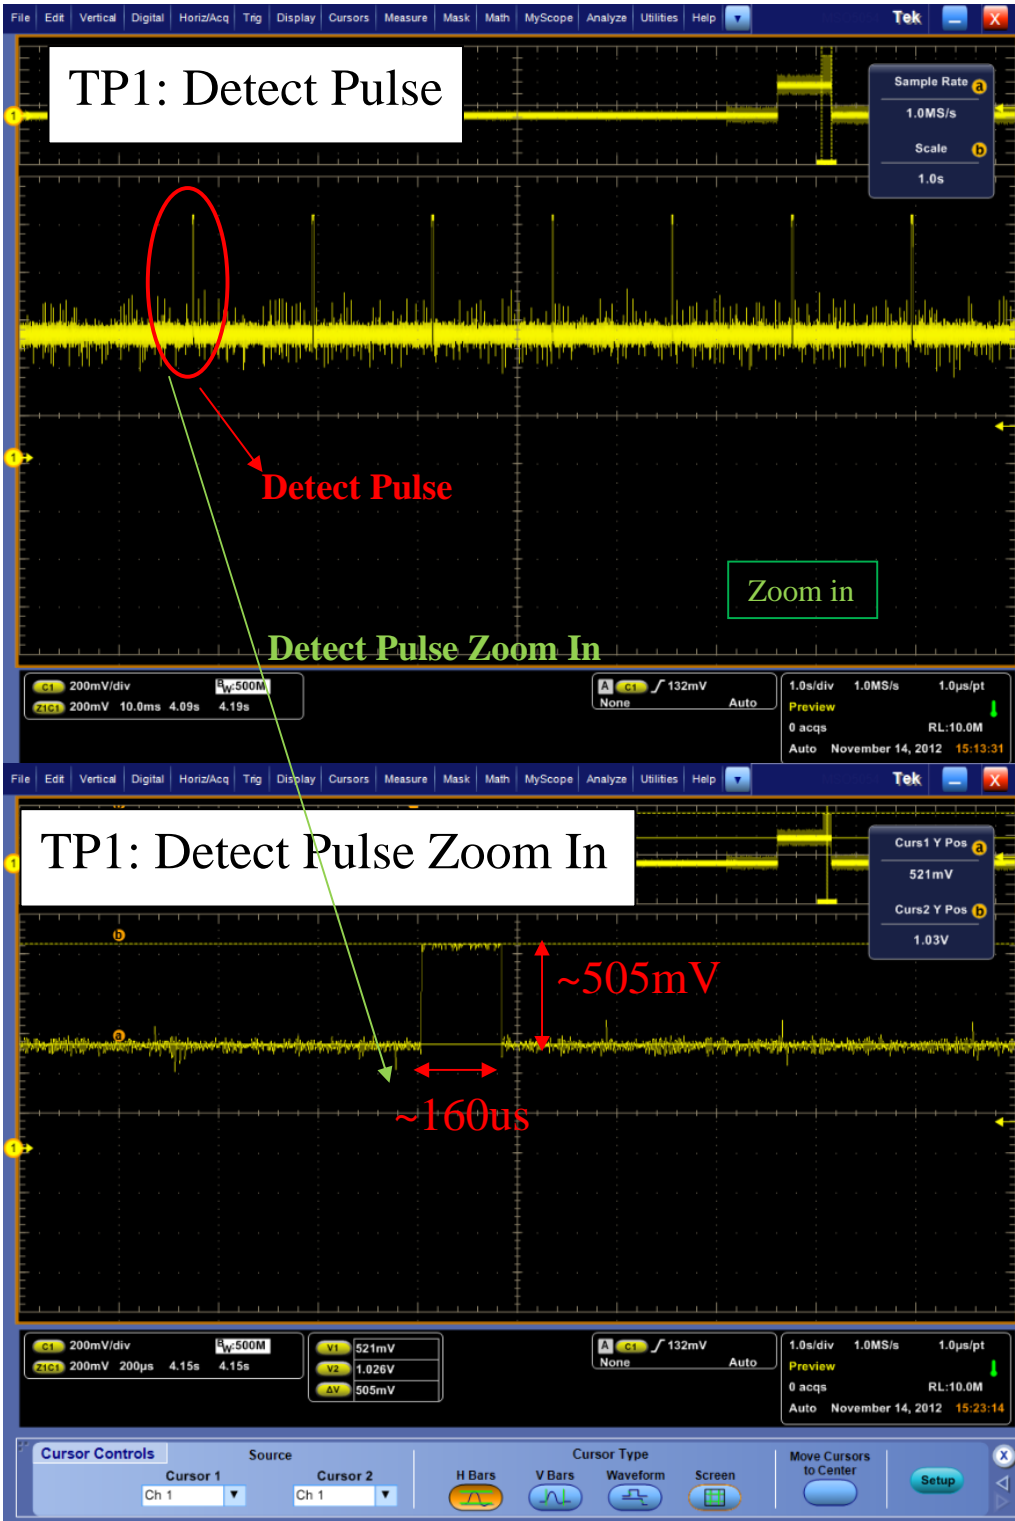 File Edit Vertical Digital Horiz/Acq Trig Display Cursors Measure Mask Math MyScope Analyze Utilities Help Tek X
TP1: Detect Pulse
Sample Rate a
1.0MS/s
Scale b
1.0s
1
1
Detect Pulse
Zoom in
Detect Pulse Zoom In
C1 200mV/div BW:500M
Z1C1 200mV 10.0ms 4.09s 4.19s
A C1 132mV
None Auto
1.0s/div 1.0MS/s 1.0µs/pt
Preview
0 acqs RL:10.0M
Auto November 14, 2012 15:13:31
File Edit Vertical Digital Horiz/Acq Trig Display Cursors Measure Mask Math MyScope Analyze Utilities Help Tek X
TP1: Detect Pulse Zoom In
Curs1 Y Pos a
521mV
Curs2 Y Pos b
1.03V
1
b
~505mV
a
~160us
1
C1 200mV/div BW:500M
Z1C1 200mV 200µs 4.15s 4.15s
V1 521mV
V2 1.026V
ΔV 505mV
A C1 132mV
None Auto
1.0s/div 1.0MS/s 1.0µs/pt
Preview
0 acqs RL:10.0M
Auto November 14, 2012 15:23:14
Cursor Controls Source Cursor Type Move Cursors
to Center X
Cursor 1 Cursor 2 H Bars V Bars Waveform Screen Setup
Ch 1 Ch 1